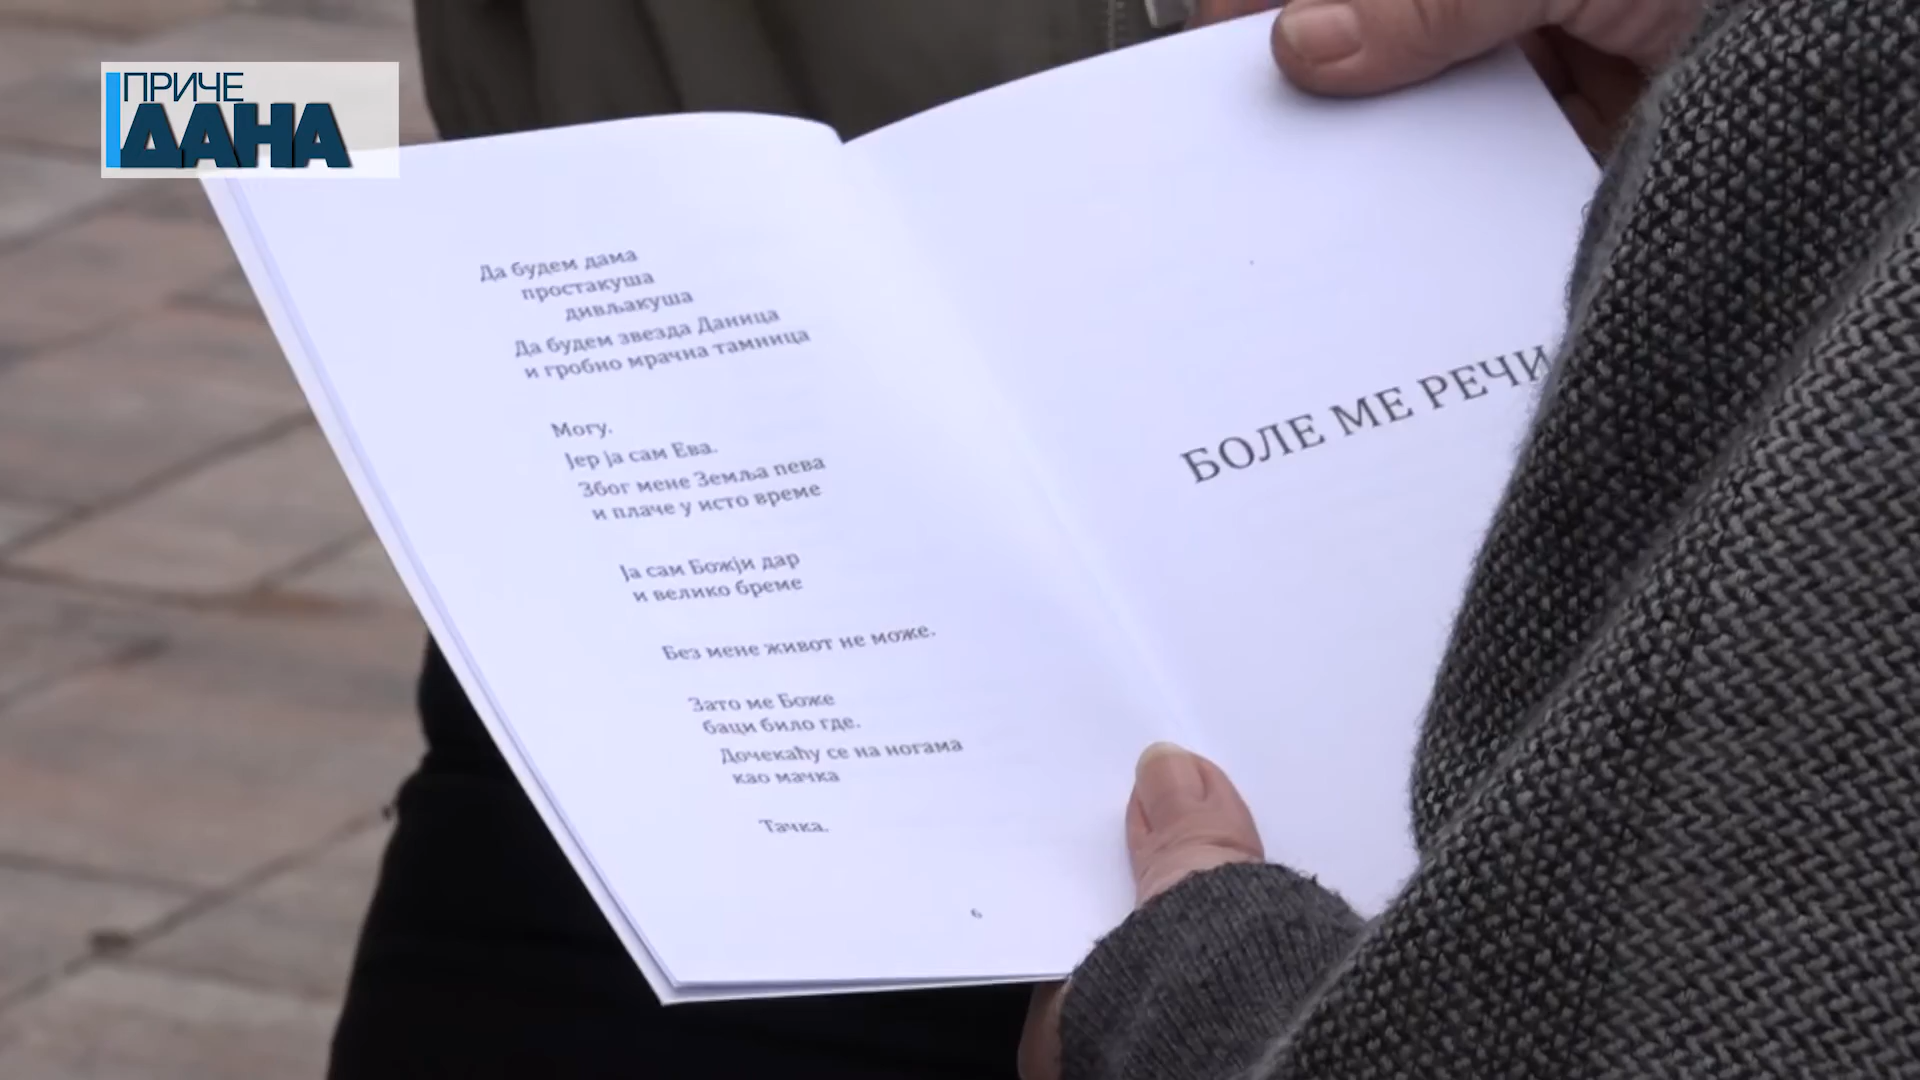 ПРИЧЕ
ДАНА
Да будем дама
простакуша
дивљакуша
Да будем звезда Даница
и гробно мрачна тамница
Могу.
Јер ја сам Ева.
Због мене Земља пева
и плаче у исто време
Ја сам Божји дар
и велико бреме
Без мене живот не може.
Зато ме Боже
баци било где.
Дочекаћу се на ногама
као мачка
Тачка.
6
БОЛЕ МЕ РЕЧИ